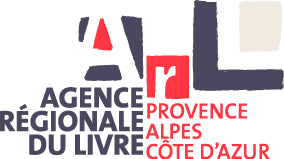 ArL
AGENCE
RÉGIONALE
DU LIVRE
PROVENCE
ALPES
CÔTE D'AZUR